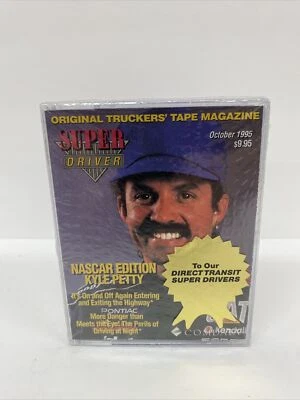 ORIGINAL TRUCKERS' TAPE MAGAZINE
SUPER
DRIVER
October 1995
$9.95
NASCAR EDITION
KYLE PETTY
It's On and Off Again Entering
and Exiting the Highway*
PONTIAC
More Danger than
Meets the Eye! The Perils of
Driving at Night*
To Our
DIRECT TRANSIT
SUPER DRIVERS
Kendall